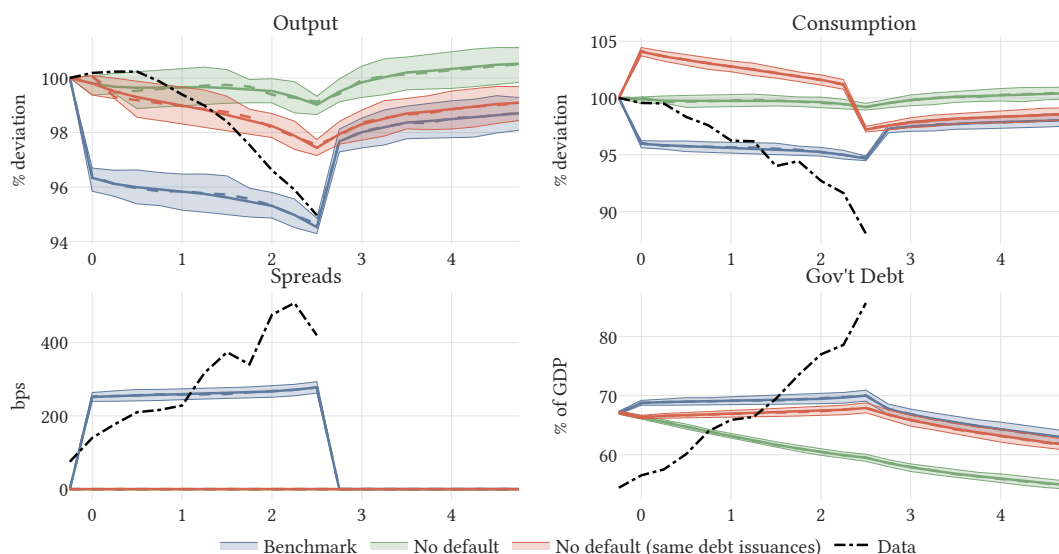 Output
Consumption
% deviation
100
98
96
94
0 1 2 3 4
% deviation
105
100
95
90
0 1 2 3 4
Spreads
Gov't Debt
bps
400
200
0
0 1 2 3 4
% of GDP
80
70
60
0 1 2 3 4
Benchmark No default No default (same debt issuances) Data